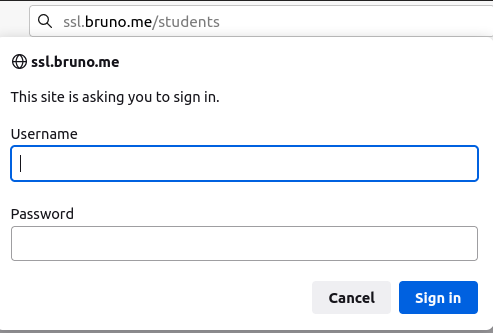 ssl.bruno.me/students
ssl.bruno.me
This site is asking you to sign in.
Username
Password
Cancel
Sign in